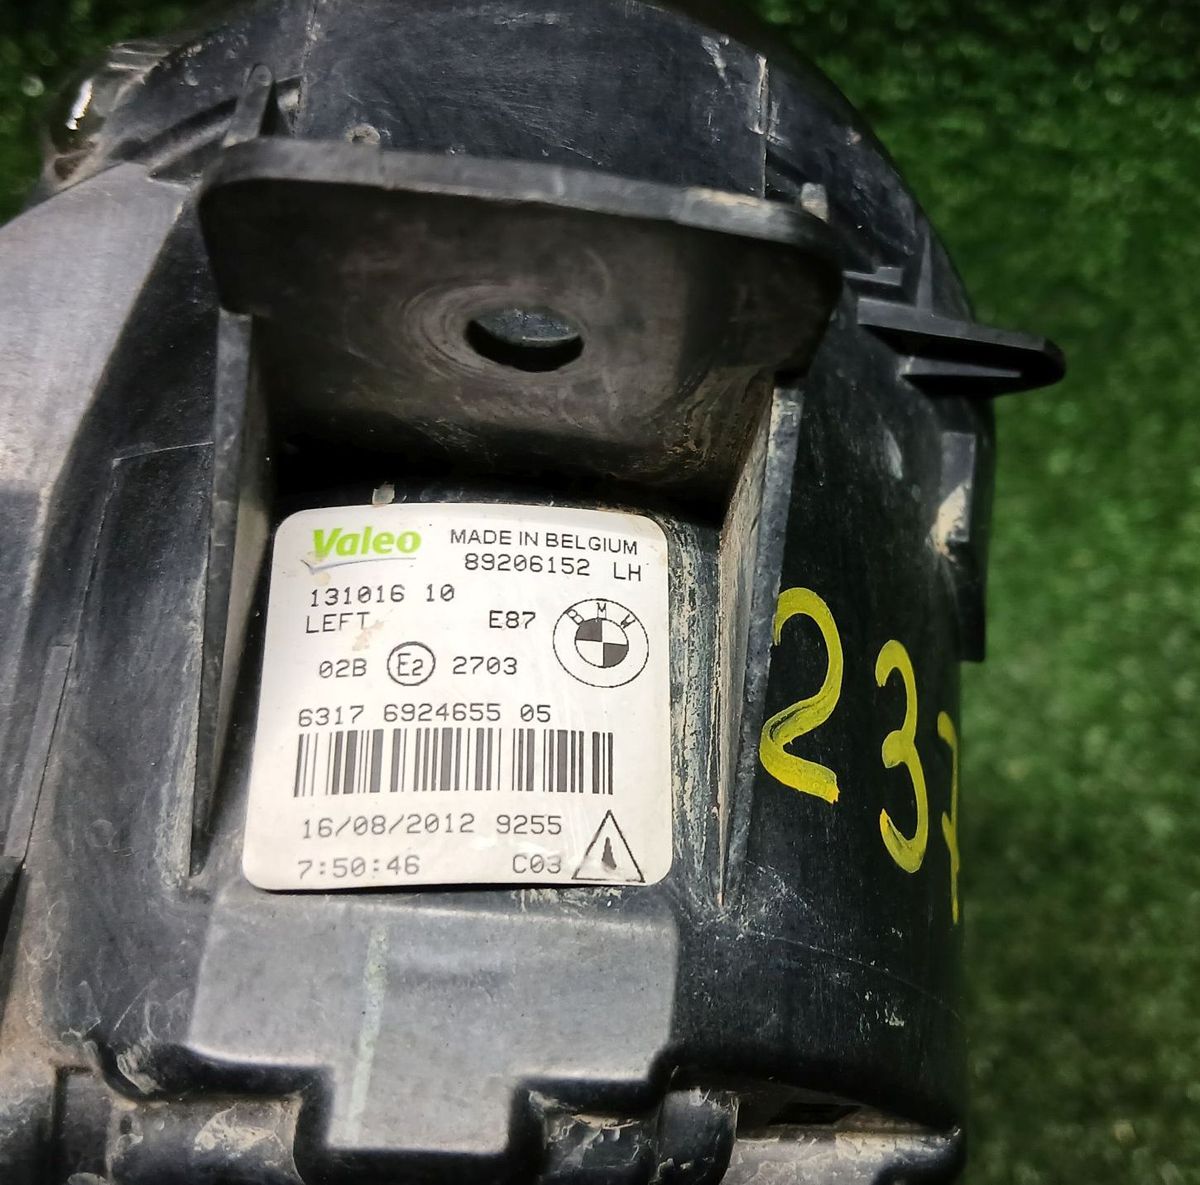 Valeo MADE IN BELGIUM
89206152 LH
131016 10
LEFT E87 BMW
02B E2 2703
6317 6924655 05
16/08/2012 9255
7:50:46 C03
237